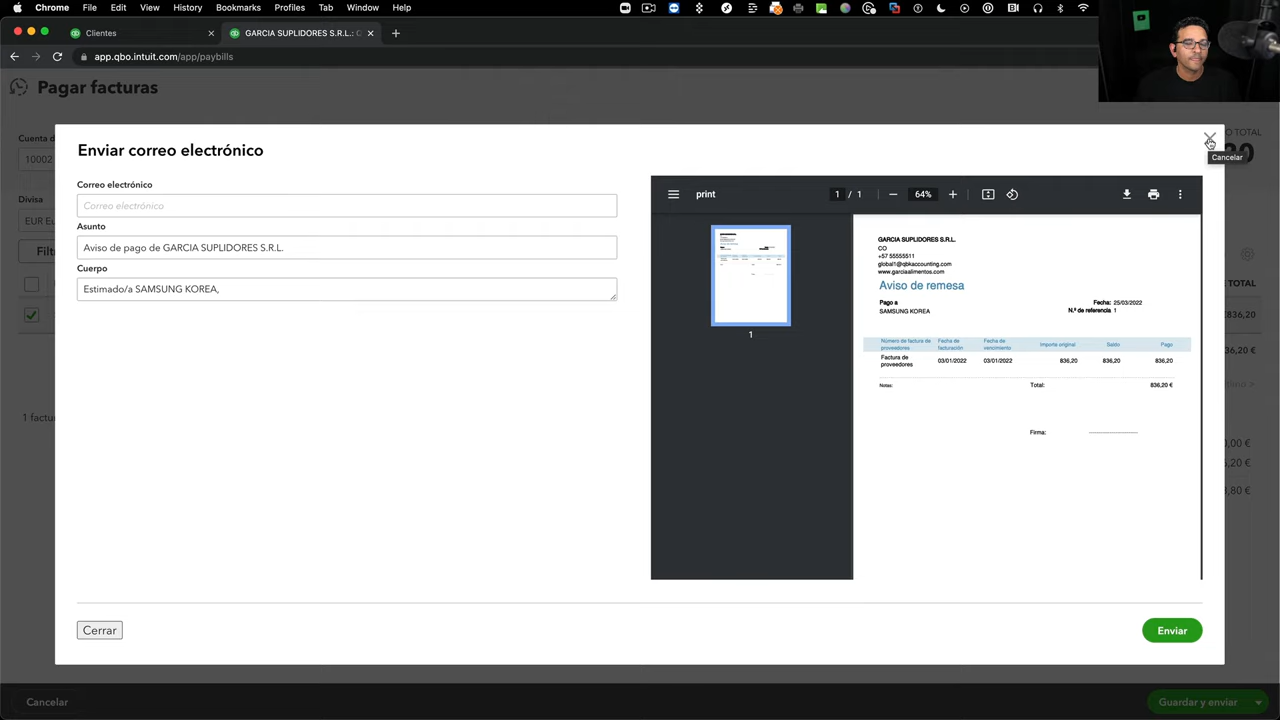 Chrome File Edit View History Bookmarks Profiles Tab Window Help
Clientes
GARCIA SUPLIDORES S.R.L.: C
app.qbo.intuit.com/app/paybills
Pagar facturas
Cuenta d
10002
TOTAL
Divisa
EUR Eu
Filt
TOTAL
€836,20
6,20 €
1 factu
0,00 €
5,20 €
3,80 €
Enviar correo electrónico
Cancelar
Correo electrónico
Correo electrónico
Asunto
Aviso de pago de GARCIA SUPLIDORES S.R.L.
Cuerpo
Estimado/a SAMSUNG KOREA,
print
1 / 1
64%
1
GARCIA SUPLIDORES S.R.L.
CO
+57 55555511
global1@qbkaccounting.com
www.garciaalimentos.com
Aviso de remesa
Pago a
SAMSUNG KOREA
Fecha: 25/03/2022
N.º de referencia 1
Número de factura de proveedores Fecha de facturación Fecha de vencimiento Importe original Saldo Pago
Factura de proveedores 03/01/2022 03/01/2022 836,20 836,20 836,20
Notas:
Total: 836,20 €
Firma:
Cerrar
Enviar
Cancelar
Guardar y enviar